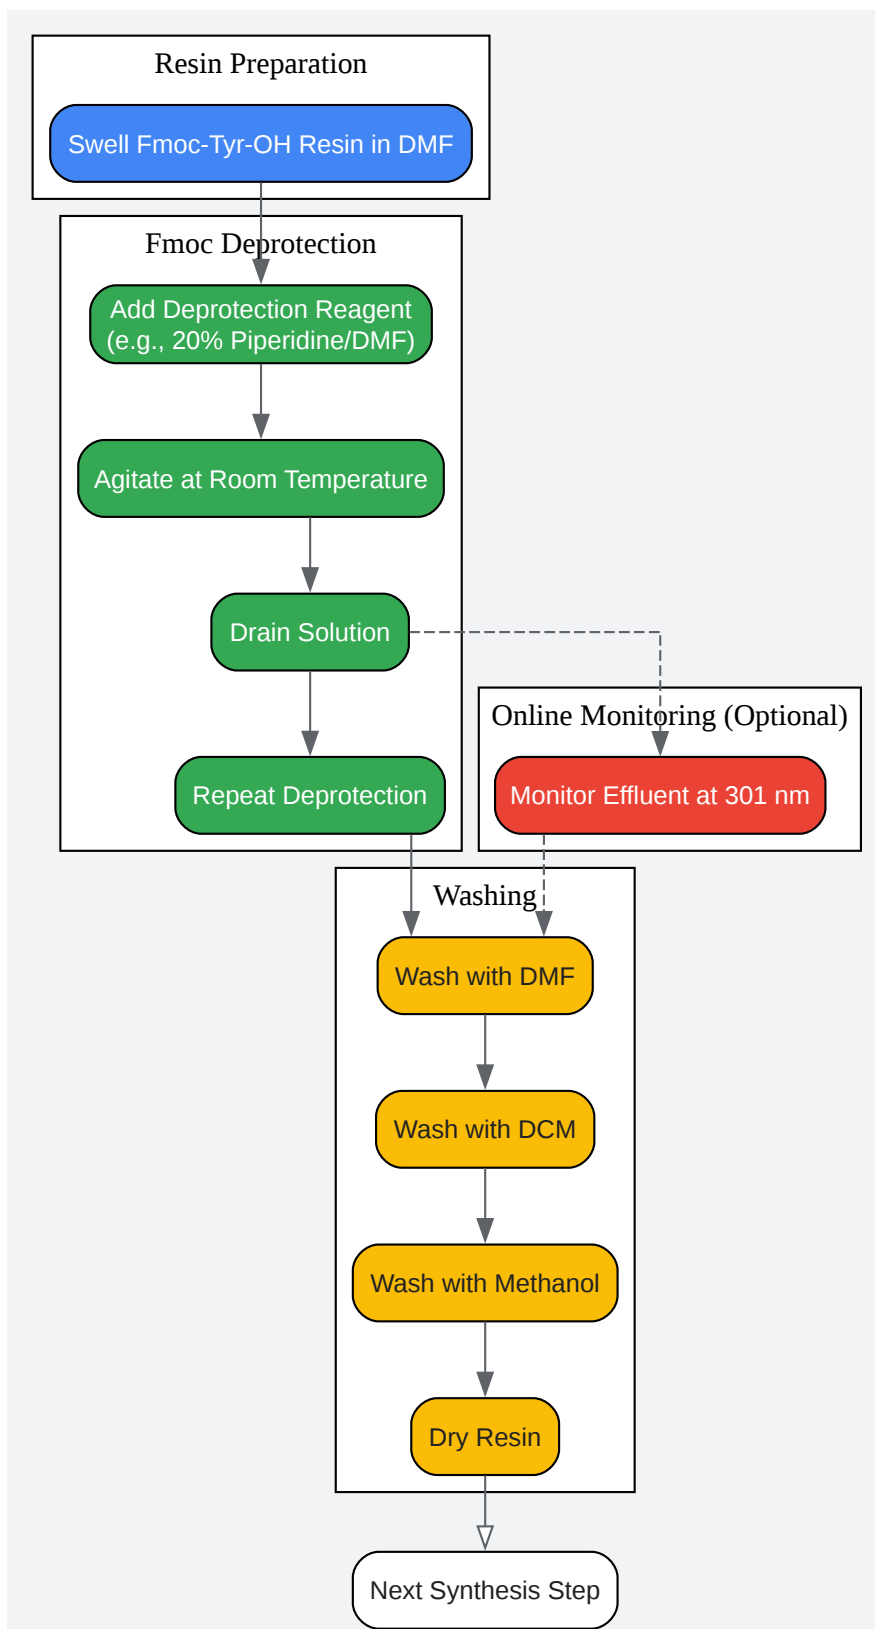 Resin Preparation
Swell Fmoc-Tyr-OH Resin in DMF
Fmoc Deprotection
Add Deprotection Reagent
(e.g., 20% Piperidine/DMF)
Agitate at Room Temperature
Drain Solution
Repeat Deprotection
Online Monitoring (Optional)
Monitor Effluent at 301 nm
Washing
Wash with DMF
Wash with DCM
Wash with Methanol
Dry Resin
Next Synthesis Step